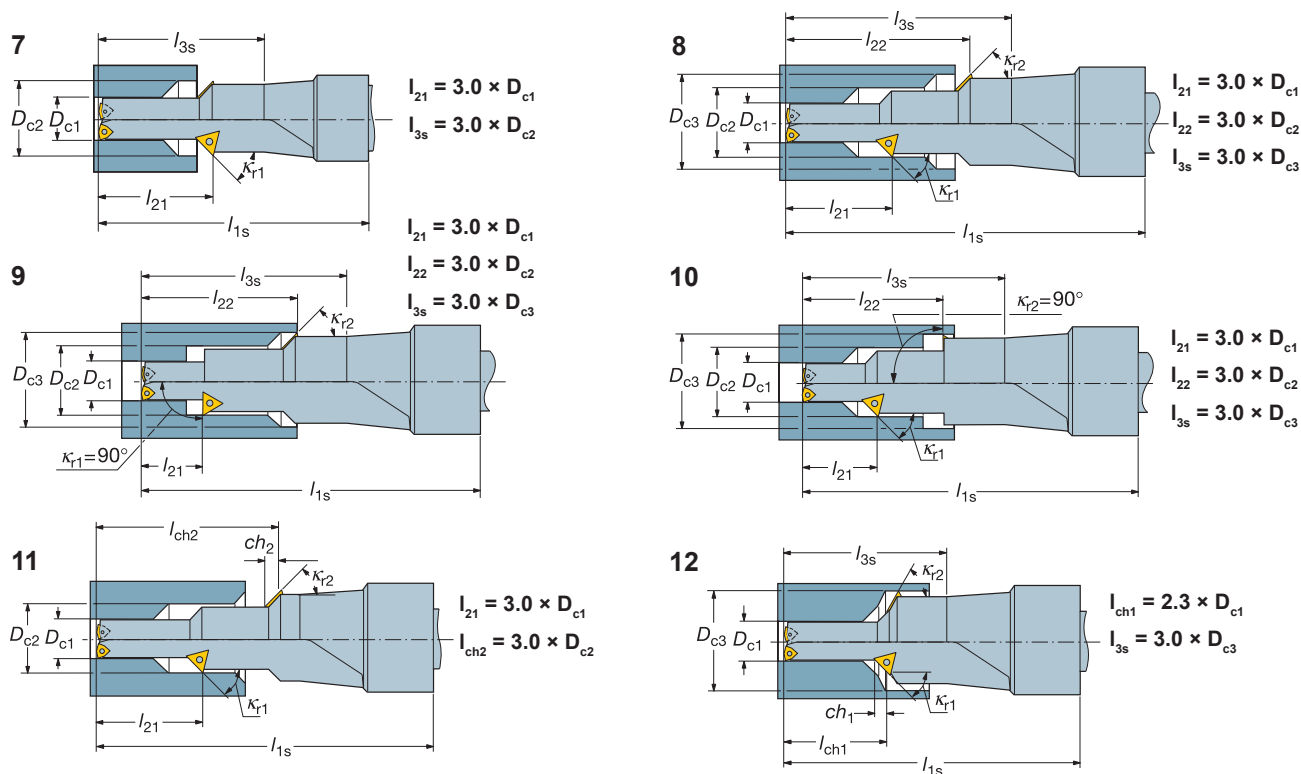 7
l3s
Dc2
Dc1
κr1
l21
l1s
l21 = 3.0 × Dc1
l3s = 3.0 × Dc2
8
l3s
l22
κr2
Dc3
Dc2
Dc1
κr1
l21
l1s
l21 = 3.0 × Dc1
l22 = 3.0 × Dc2
l3s = 3.0 × Dc3
9
l3s
l22
κr2
Dc3
Dc2
Dc1
κr1=90°
l21
l1s
l21 = 3.0 × Dc1
l22 = 3.0 × Dc2
l3s = 3.0 × Dc3
10
l3s
l22
κr2=90°
Dc3
Dc2
Dc1
κr1
l21
l1s
l21 = 3.0 × Dc1
l22 = 3.0 × Dc2
l3s = 3.0 × Dc3
11
lch2
ch2
κr2
Dc2
Dc1
κr1
l21
l1s
l21 = 3.0 × Dc1
lch2 = 3.0 × Dc2
12
l3s
κr2
Dc3
Dc1
ch1
κr1
lch1
l1s
lch1 = 2.3 × Dc1
l3s = 3.0 × Dc3